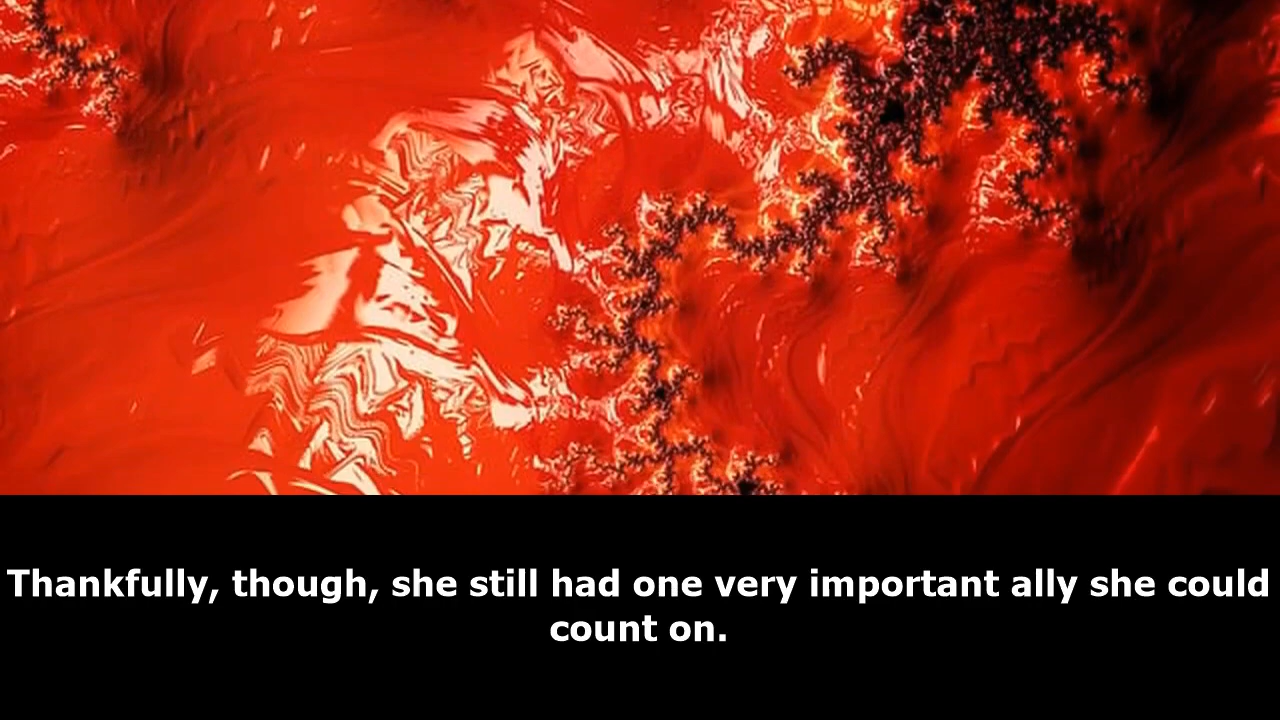 Thankfully, though, she still had one very important ally she could
count on.